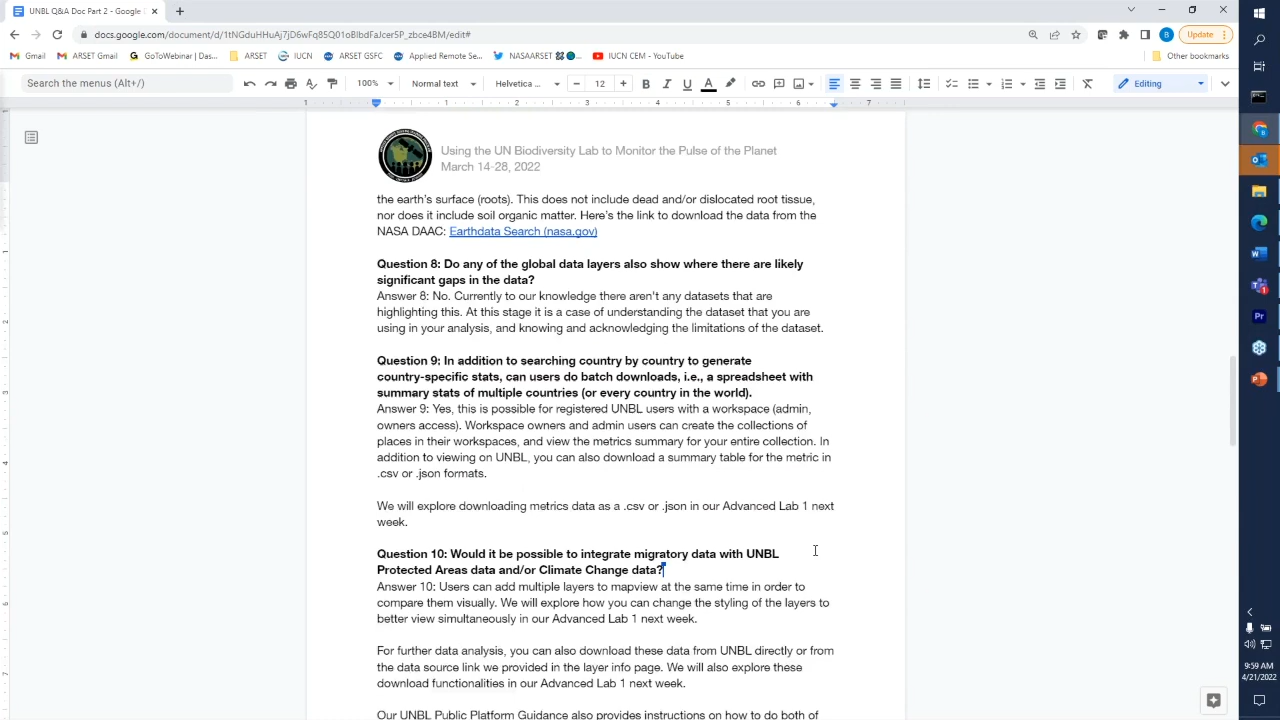 UNBL Q&A Doc Part 2 - Google
docs.google.com/document/d/1tNGduHHuAj7jD6wFq85Q01oBIbdFaJcer5P_zbce4BM/edit#
Update
Gmail
ARSET Gmail
GoToWebinar | Das...
ARSET
IUCN
ARSET GSFC
Applied Remote Se...
NASAARSET
IUCN CEM - YouTube
Other bookmarks
Search the menus (Alt+/)
100%
Normal text
Helvetica ...
12
Editing
1 1 2 3 4 5 6 7
Using the UN Biodiversity Lab to Monitor the Pulse of the Planet
March 14-28, 2022
the earth's surface (roots). This does not include dead and/or dislocated root tissue,
nor does it include soil organic matter. Here's the link to download the data from the
NASA DAAC: Earthdata Search (nasa.gov)
Question 8: Do any of the global data layers also show where there are likely
significant gaps in the data?
Answer 8: No. Currently to our knowledge there aren't any datasets that are
highlighting this. At this stage it is a case of understanding the dataset that you are
using in your analysis, and knowing and acknowledging the limitations of the dataset.
Question 9: In addition to searching country by country to generate
country-specific stats, can users do batch downloads, i.e., a spreadsheet with
summary stats of multiple countries (or every country in the world).
Answer 9: Yes, this is possible for registered UNBL users with a workspace (admin,
owners access). Workspace owners and admin users can create the collections of
places in their workspaces, and view the metrics summary for your entire collection. In
addition to viewing on UNBL, you can also download a summary table for the metric in
.csv or .json formats.
We will explore downloading metrics data as a .csv or .json in our Advanced Lab 1 next
week.
Question 10: Would it be possible to integrate migratory data with UNBL
Protected Areas data and/or Climate Change data?
Answer 10: Users can add multiple layers to mapview at the same time in order to
compare them visually. We will explore how you can change the styling of the layers to
better view simultaneously in our Advanced Lab 1 next week.
For further data analysis, you can also download these data from UNBL directly or from
the data source link we provided in the layer info page. We will also explore these
download functionalities in our Advanced Lab 1 next week.
Our UNBL Public Platform Guidance also provides instructions on how to do both of
9:59 AM
4/21/2022